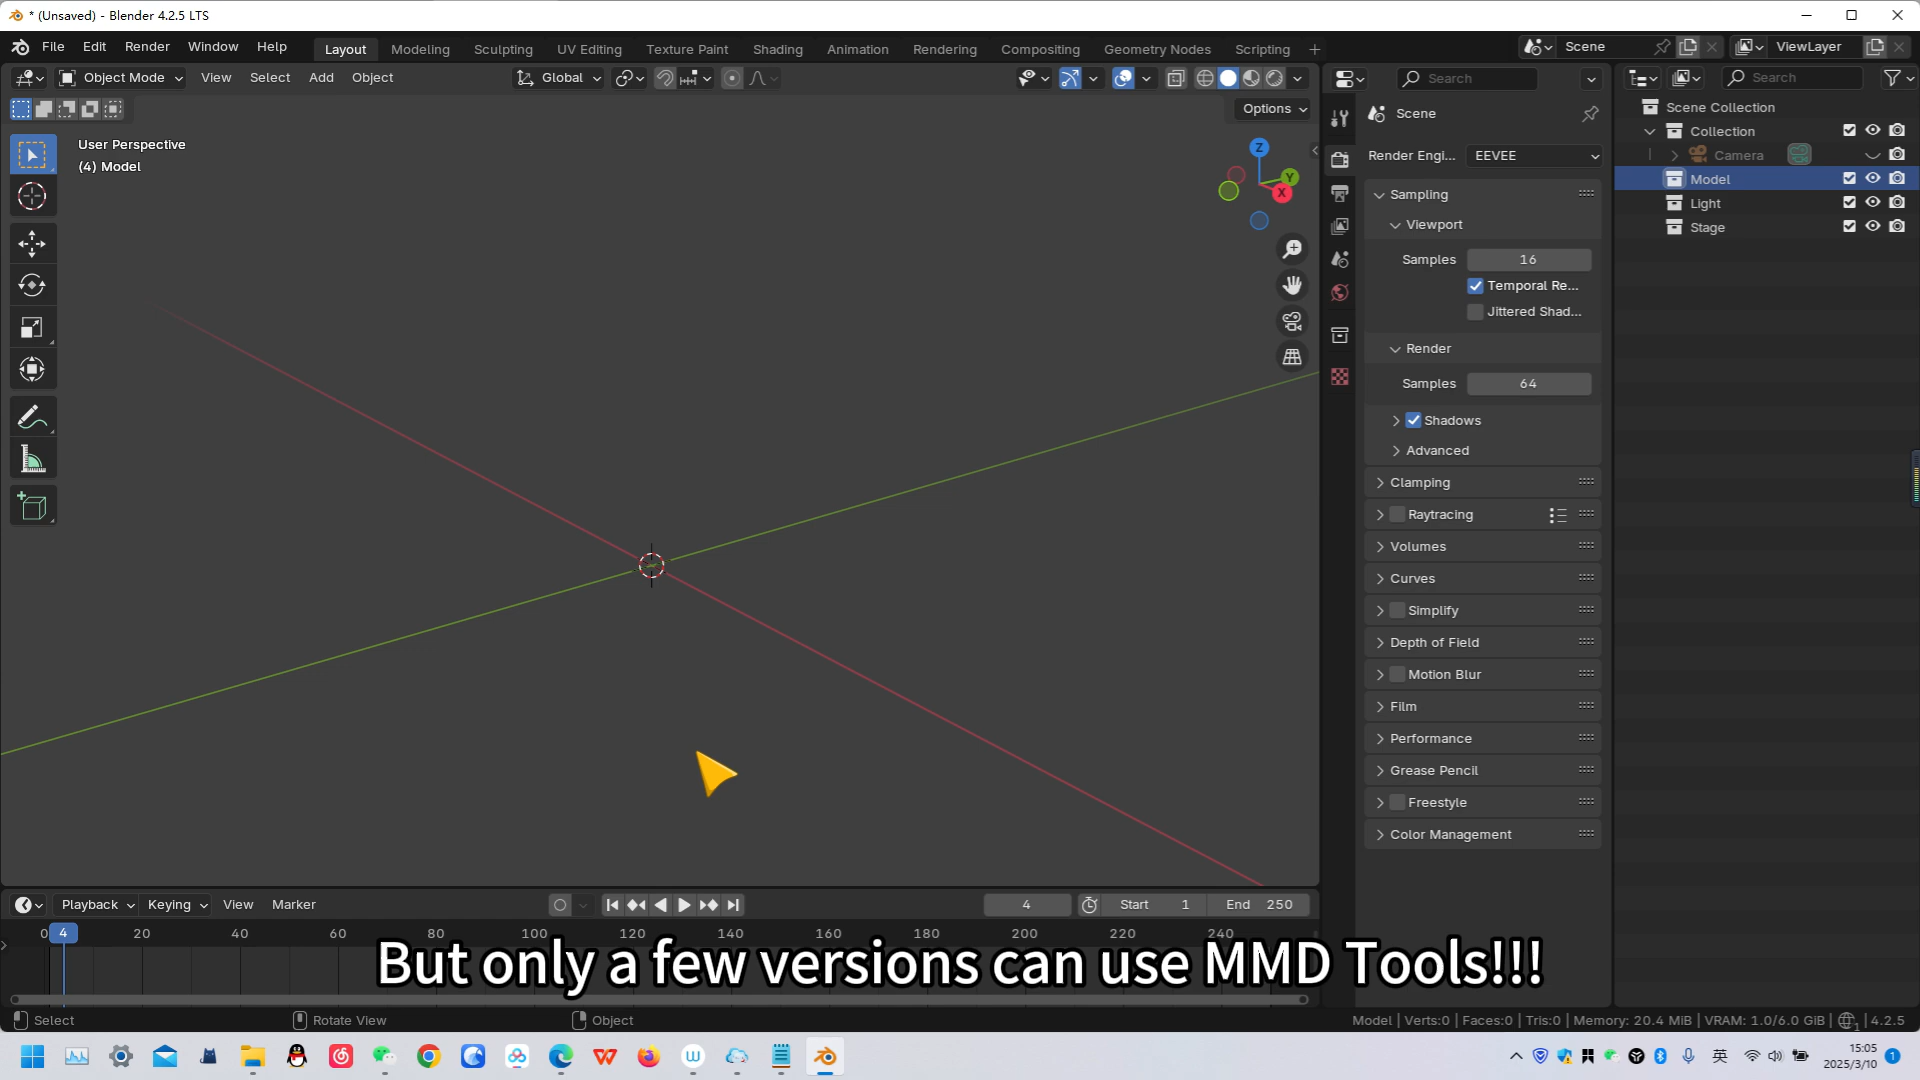 * (Unsaved) - Blender 4.2.5 LTS
File Edit Render Window Help Layout Modeling Sculpting UV Editing Texture Paint Shading Animation Rendering Compositing Geometry Nodes Scripting + Scene ViewLayer
Object Mode View Select Add Object Global Search Search
Options
User Perspective
(4) Model
Z
Y
X
Scene
Render Engi... EEVEE
Sampling
Viewport
Samples 16
Temporal Re...
Jittered Shad...
Render
Samples 64
Shadows
Advanced
Clamping
Raytracing
Volumes
Curves
Simplify
Depth of Field
Motion Blur
Film
Performance
Grease Pencil
Freestyle
Color Management
Scene Collection
Collection
Camera
Model
Light
Stage
Playback Keying View Marker 4 Start 1 End 250
0 4 20 40 60 80 100 120 140 160 180 200 220 240
But only a few versions can use MMD Tools!!!
Select Rotate View Object Model | Verts:0 | Faces:0 | Tris:0 | Memory: 20.4 MiB | VRAM: 1.0/6.0 GiB | 4.2.5
英 15:05
2025/3/10 1